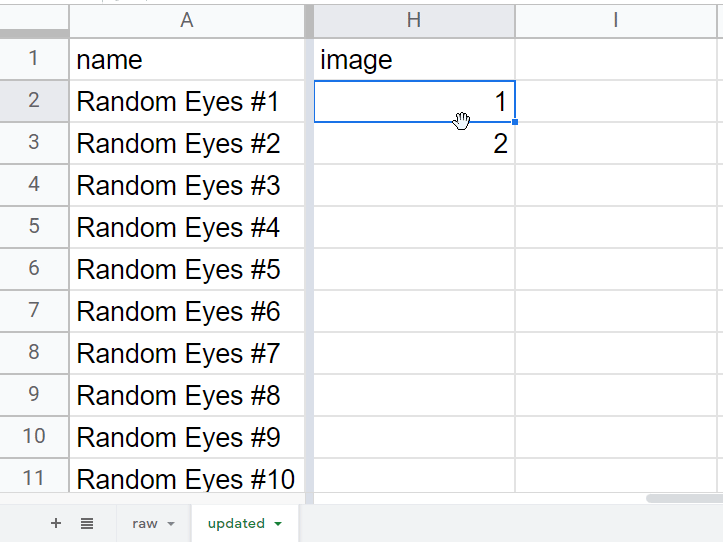 A H I
1 name image
2 Random Eyes #1 1
3 Random Eyes #2 2
4 Random Eyes #3
5 Random Eyes #4
6 Random Eyes #5
7 Random Eyes #6
8 Random Eyes #7
9 Random Eyes #8
10 Random Eyes #9
11 Random Eyes #10
+ raw updated